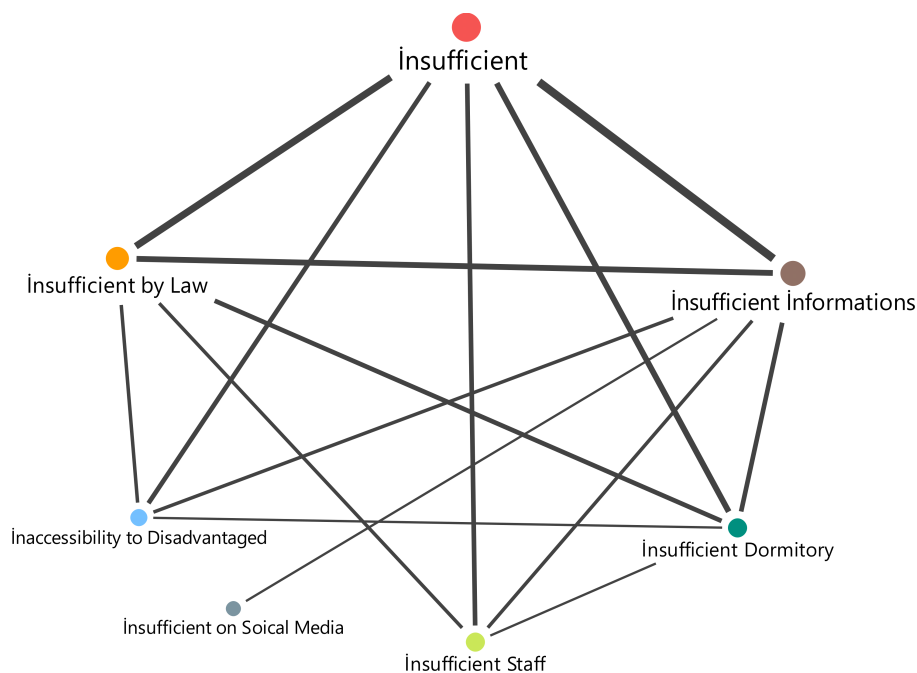 İnsufficient
İnsufficient by Law
İnsufficient İnformations
İnaccessibility to Disadvantaged
İnsufficient Dormitory
İnsufficient on Soical Media
İnsufficient Staff